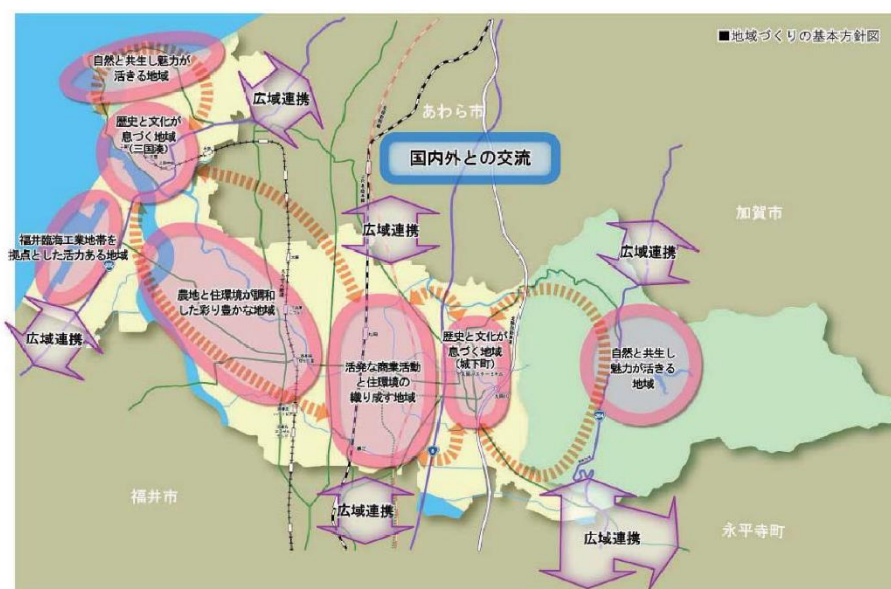 ■地域づくりの基本方針図
自然と共生し魅力が
活きる地域
広域連携
あわら市
歴史と文化が
息づく地域
(三国湊)
国内外との交流
加賀市
広域連携
広域連携
福井臨海工業地帯を
拠点とした活力ある地域
農地と住環境が調和
した彩り豊かな地域
広域連携
歴史と文化が
息づく地域
(城下町)
自然と共生し
魅力が活きる
地域
活発な商業活動
と住環境の
織り成す地域
福井市
広域連携
広域連携
永平寺町